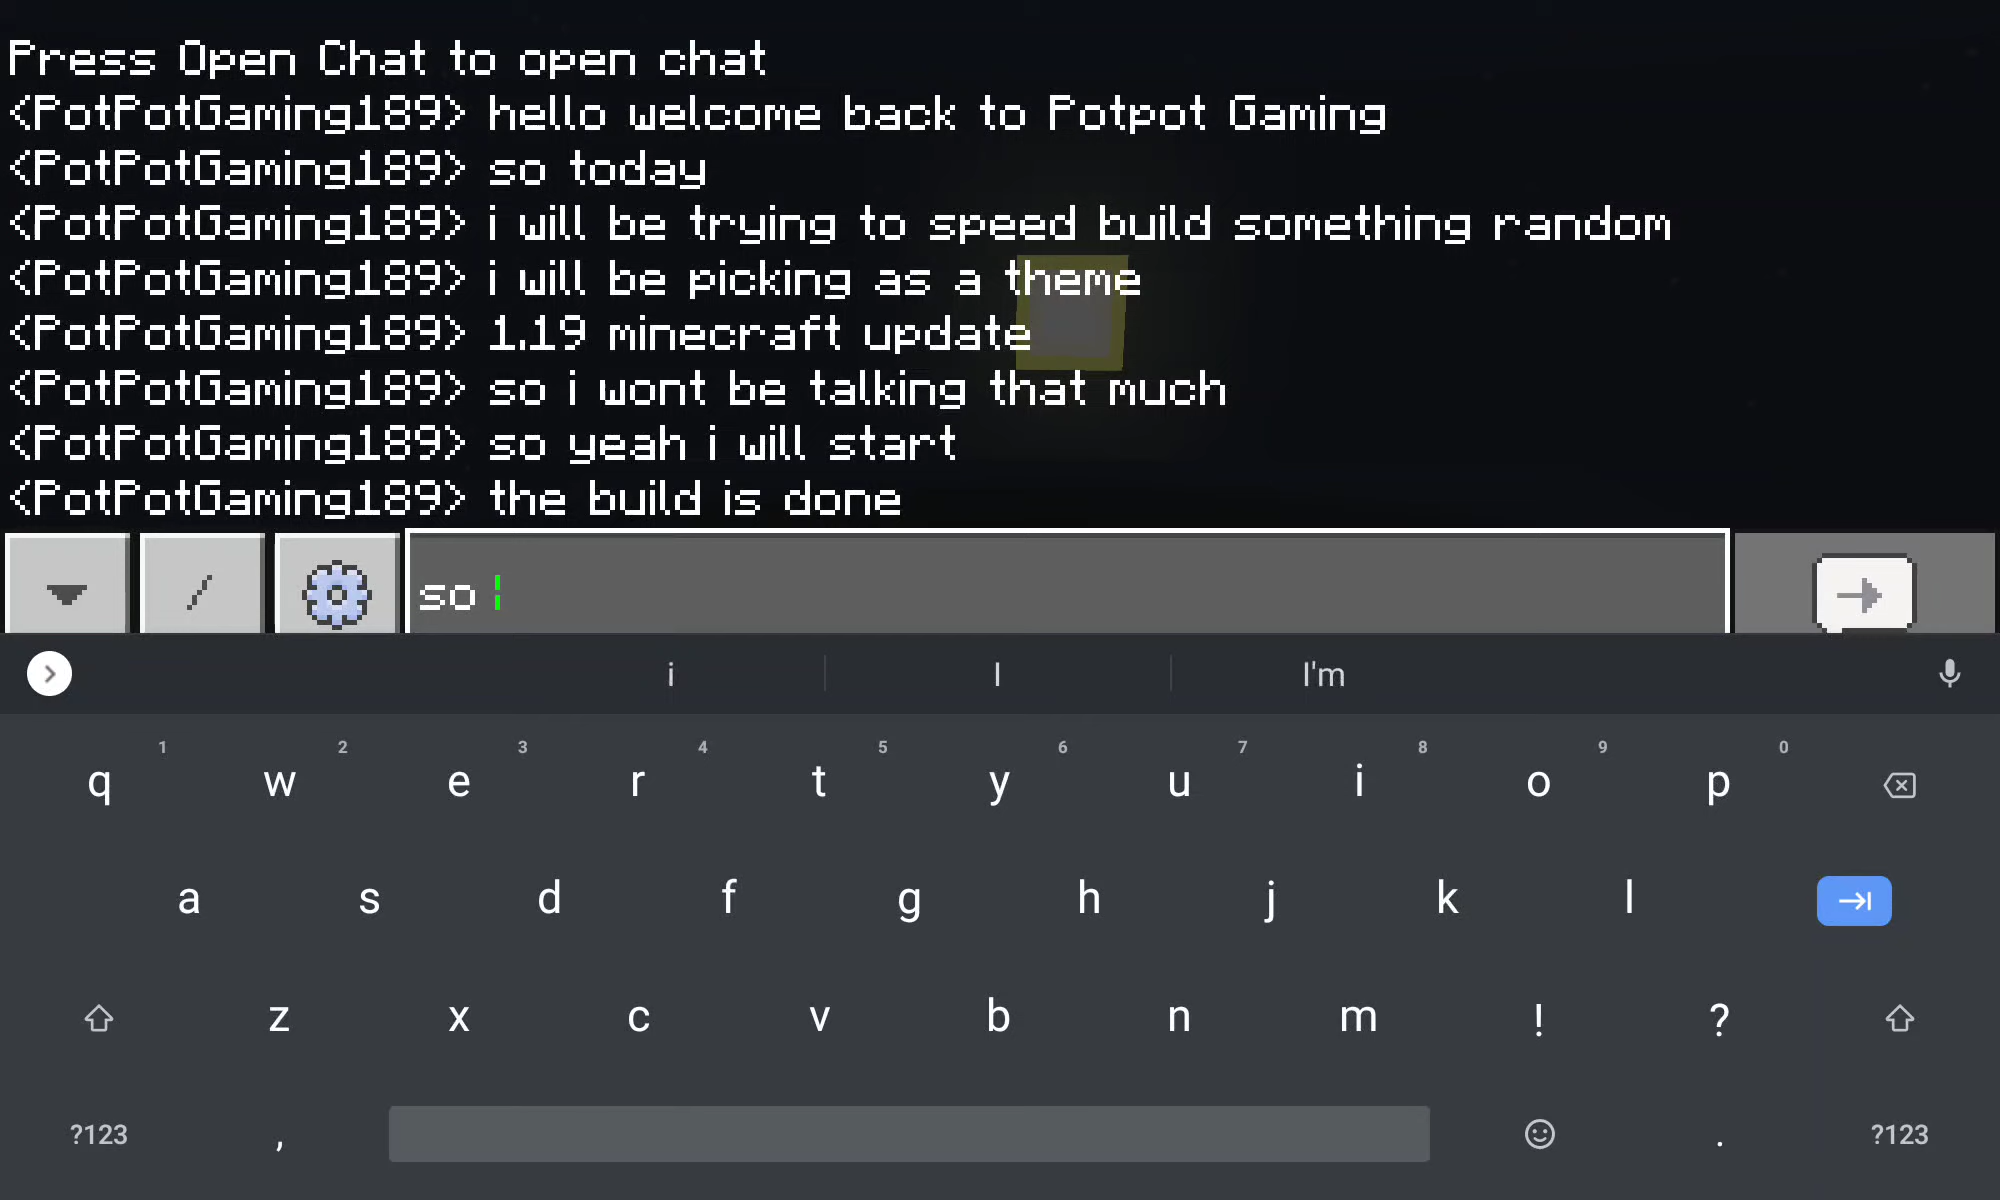 Press Open Chat to open chat
<PotPotGaming189> hello welcome back to Potpot Gaming
<PotPotGaming189> so today
<PotPotGaming189> i will be trying to speed build something random
<PotPotGaming189> i will be picking as a theme
<PotPotGaming189> 1.19 minecraft update
<PotPotGaming189> so i wont be talking that much
<PotPotGaming189> so yeah i will start
<PotPotGaming189> the build is done
/ so
i I I'm
1 2 3 4 5 6 7 8 9 0
q w e r t y u i o p
a s d f g h j k l
z x c v b n m ! ?
?123 , . ?123